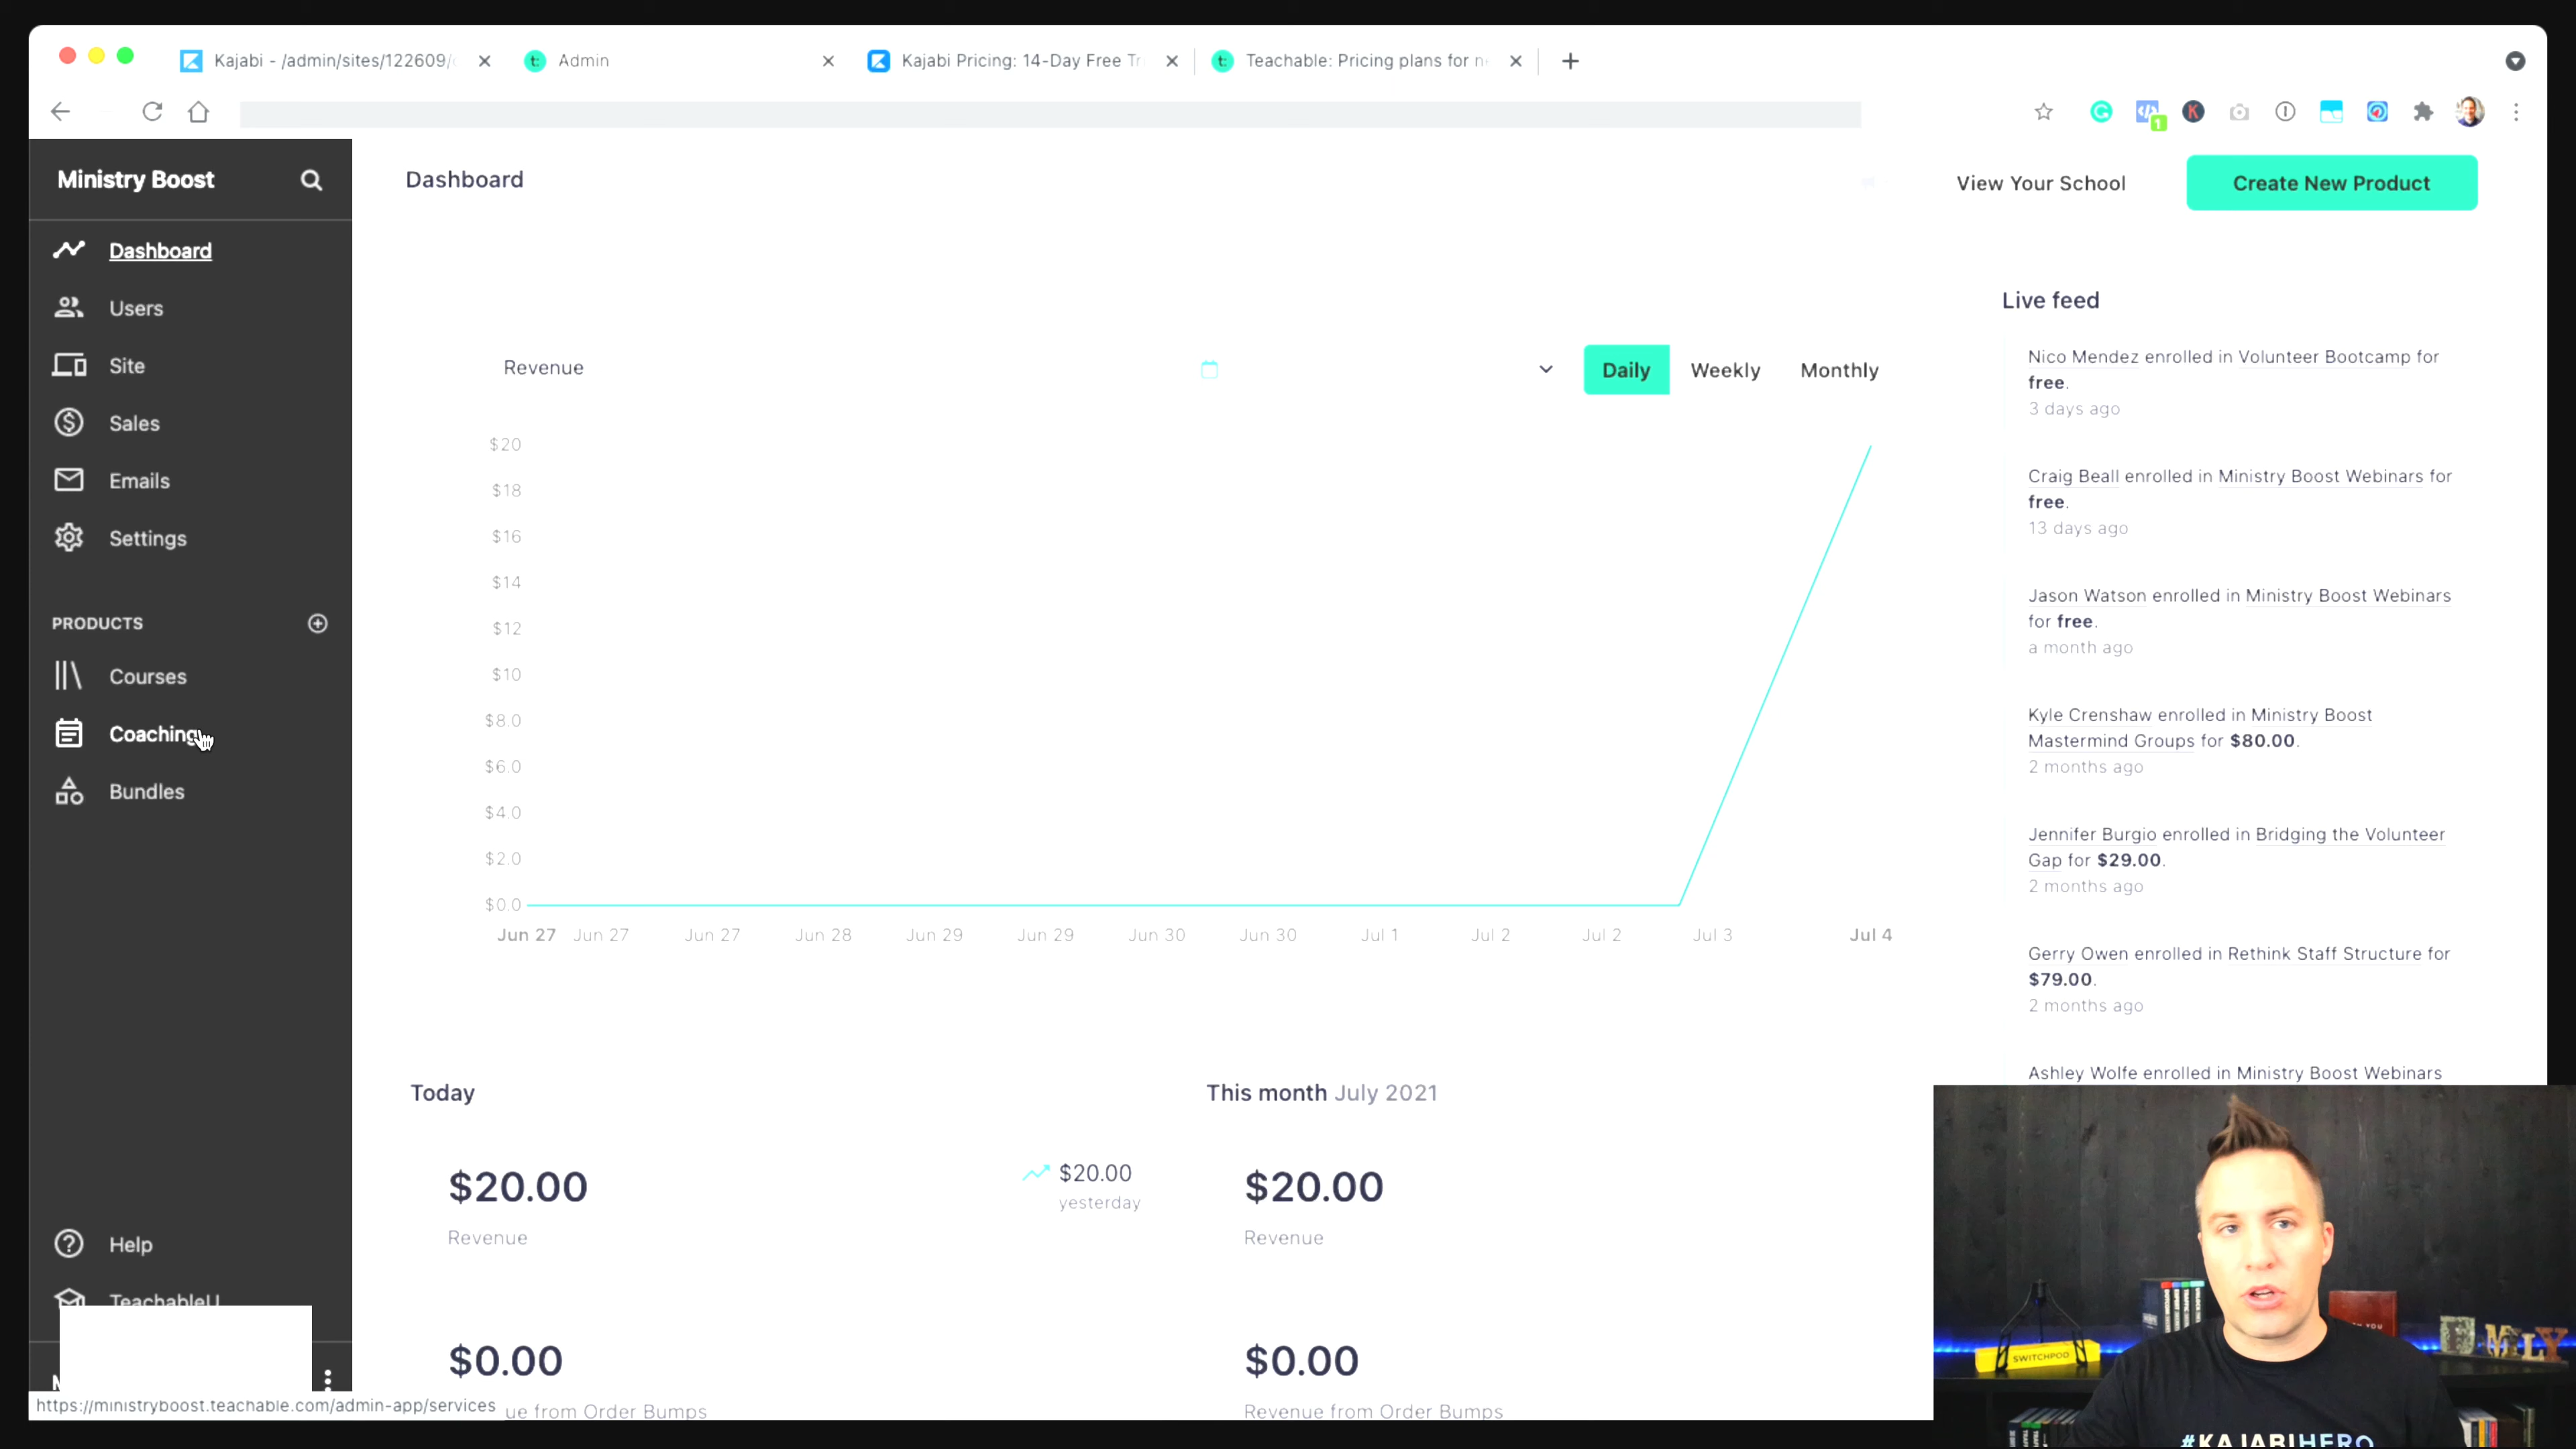 Kajabi - /admin/sites/122609/
Admin
Kajabi Pricing: 14-Day Free Tr
Teachable: Pricing plans for n
1
Ministry Boost
Dashboard
View Your School
Create New Product
Dashboard
Users
Site
Sales
Emails
Settings
PRODUCTS
Courses
Coaching
Bundles
Help
TeachableU
https://ministryboost.teachable.com/admin-app/services
Revenue
Daily
Weekly
Monthly
$20
$18
$16
$14
$12
$10
$8.0
$6.0
$4.0
$2.0
$0.0
Jun 27 Jun 27 Jun 27 Jun 28 Jun 29 Jun 29 Jun 30 Jun 30 Jul 1 Jul 2 Jul 2 Jul 3 Jul 4
Live feed
Nico Mendez enrolled in Volunteer Bootcamp for
free.
3 days ago
Craig Beall enrolled in Ministry Boost Webinars for
free.
13 days ago
Jason Watson enrolled in Ministry Boost Webinars
for free.
a month ago
Kyle Crenshaw enrolled in Ministry Boost
Mastermind Groups for $80.00.
2 months ago
Jennifer Burgio enrolled in Bridging the Volunteer
Gap for $29.00.
2 months ago
Gerry Owen enrolled in Rethink Staff Structure for
$79.00.
2 months ago
Ashley Wolfe enrolled in Ministry Boost Webinars
Today
$20.00
Revenue
$20.00
yesterday
$0.00
ue from Order Bumps
This month July 2021
$20.00
Revenue
$0.00
Revenue from Order Bumps
SWITCHPOD
#KAJABIHERO